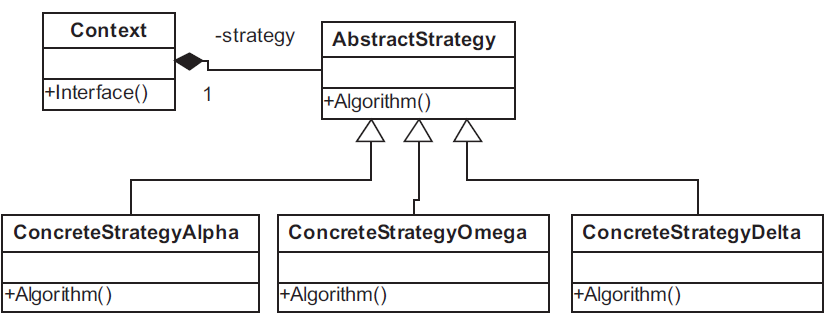 Context
-strategy
AbstractStrategy
+Interface()
1
+Algorithm()
ConcreteStrategyAlpha
ConcreteStrategyOmega
ConcreteStrategyDelta
+Algorithm()
+Algorithm()
+Algorithm()